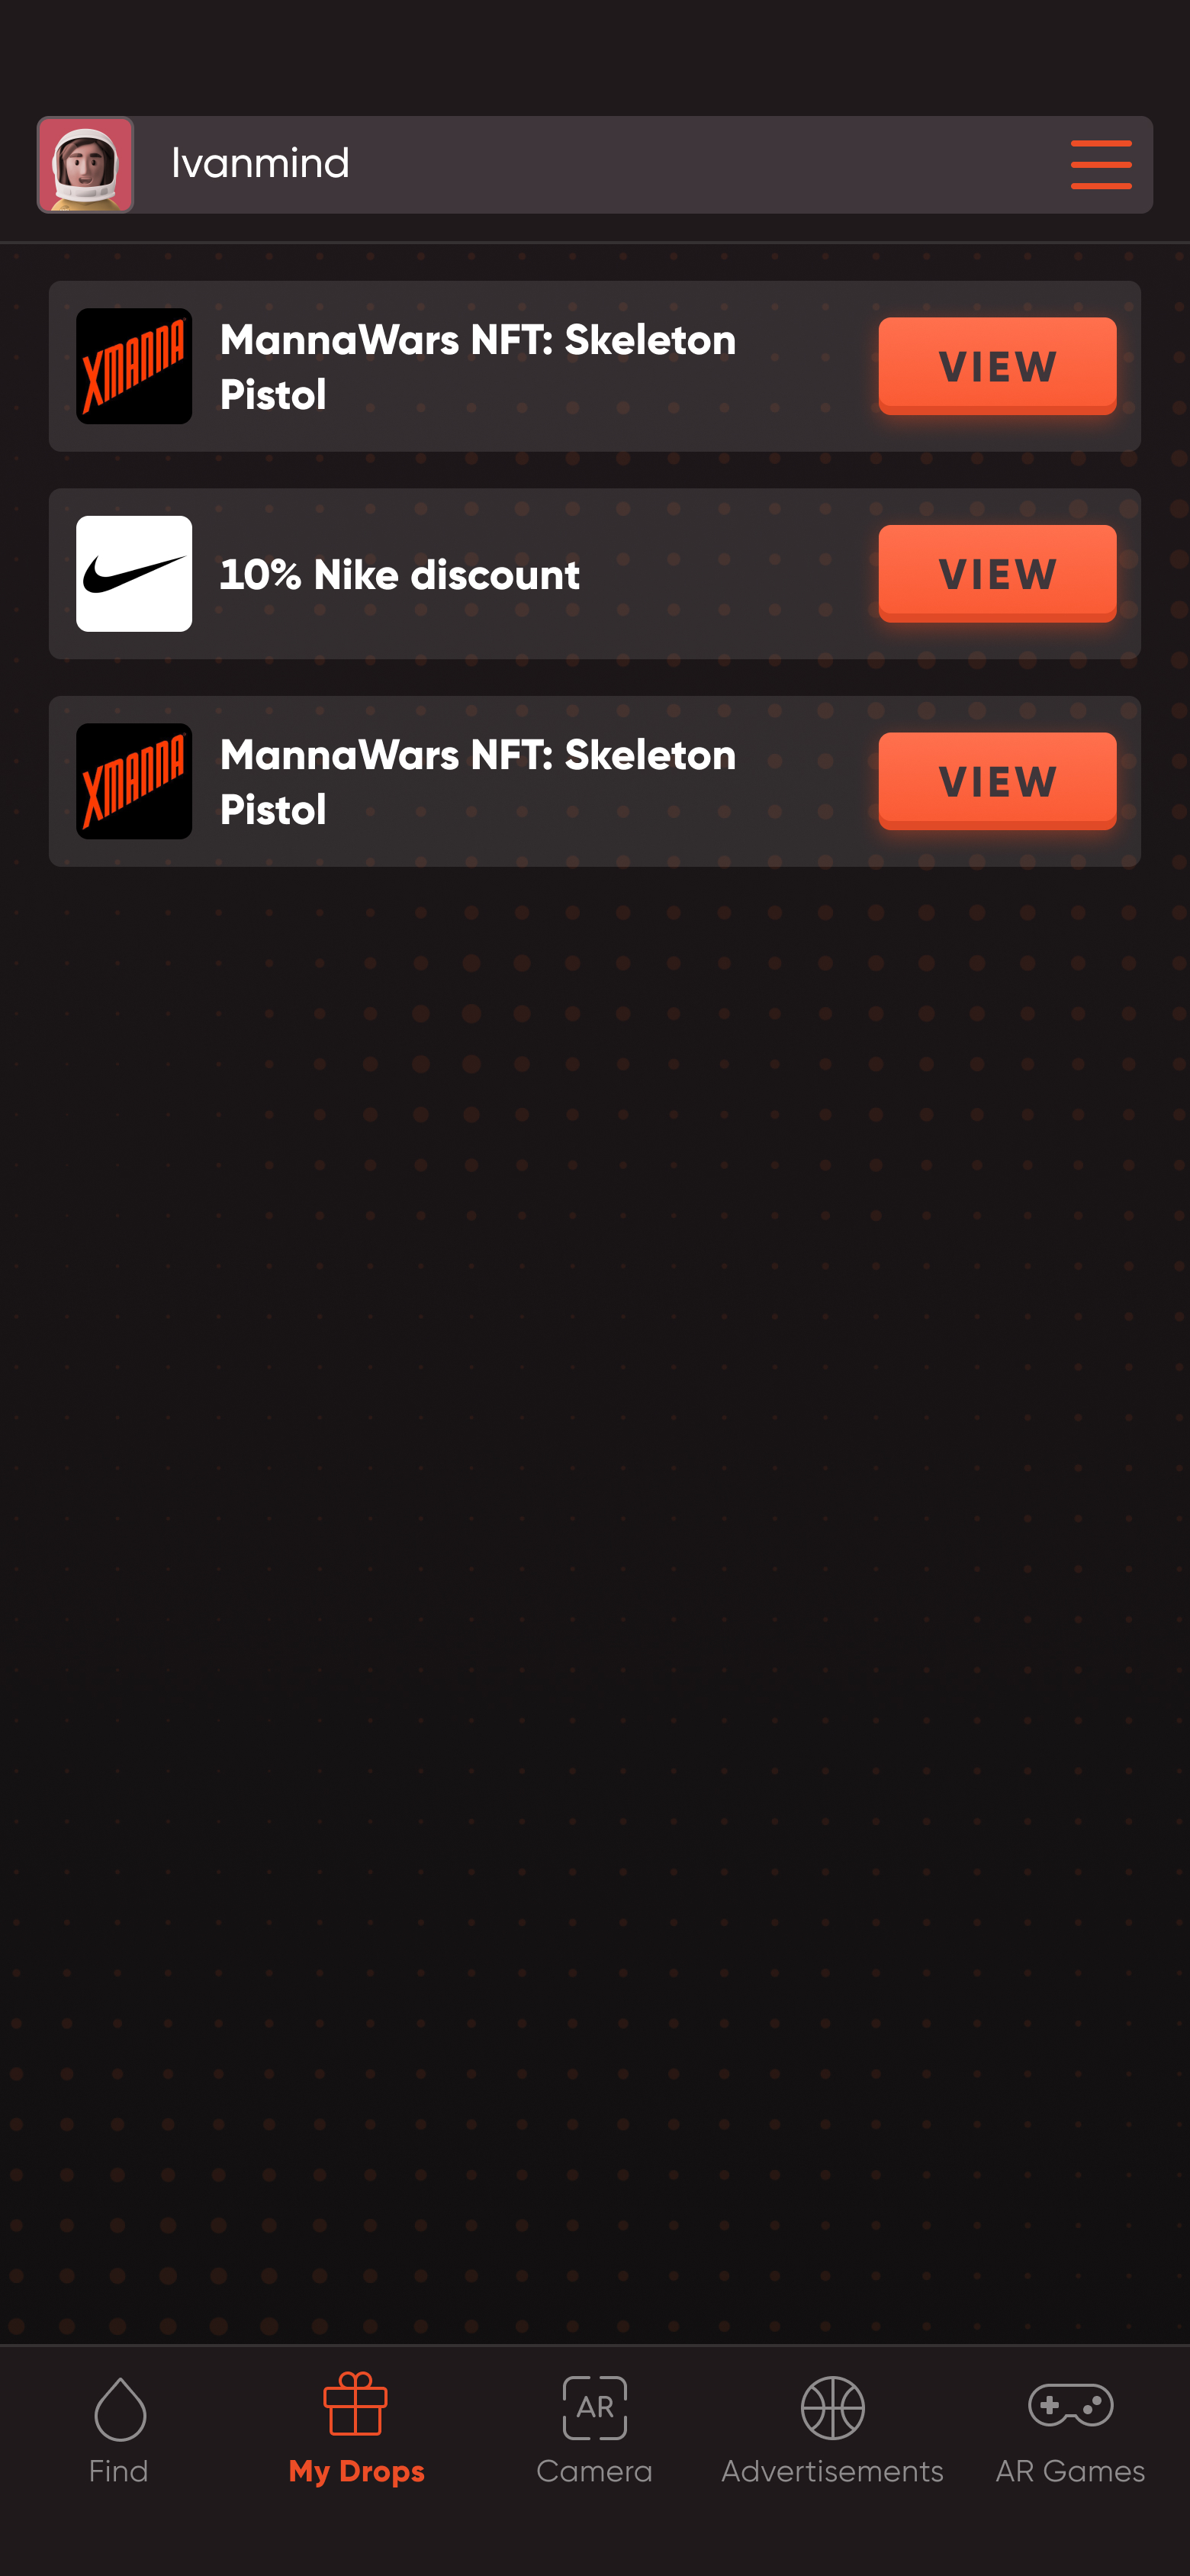 Ivanmind
XMANNA
MannaWars NFT: Skeleton
Pistol
VIEW
10% Nike discount
VIEW
XMANNA
MannaWars NFT: Skeleton
Pistol
VIEW
AR
Find
My Drops
Camera
Advertisements
AR Games